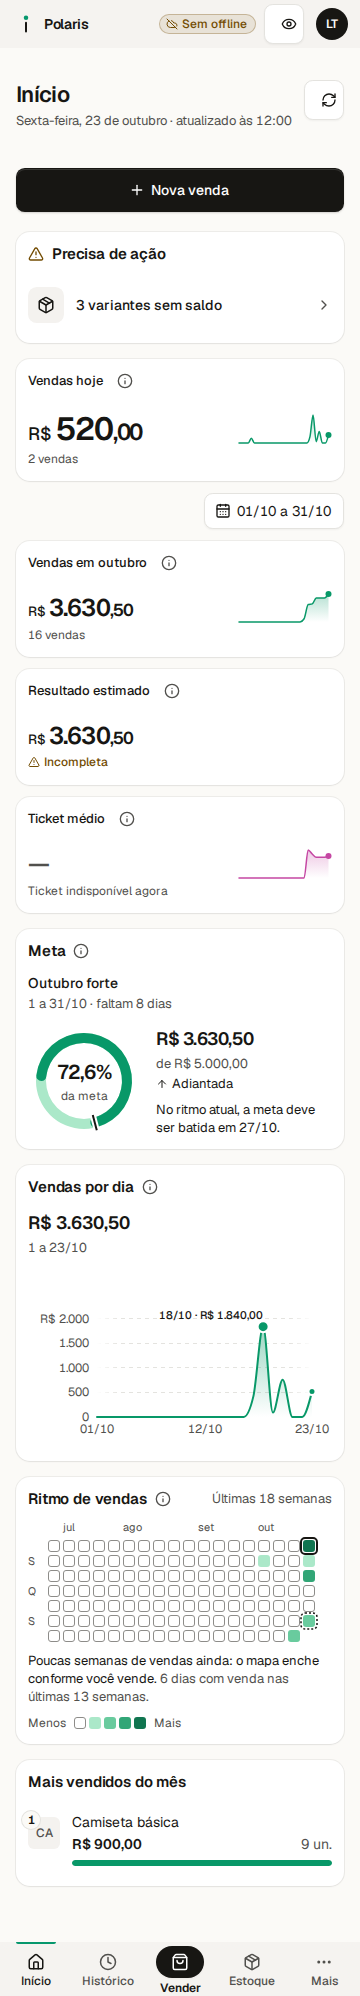 Polaris
Sem offline
LT
Início
Sexta-feira, 23 de outubro · atualizado às 12:00
Nova venda
Precisa de ação
3 variantes sem saldo
Vendas hoje
R$ 520,00
2 vendas
01/10 a 31/10
Vendas em outubro
R$ 3.630,50
16 vendas
Resultado estimado
R$ 3.630,50
Incompleta
Ticket médio
—
Ticket indisponível agora
Meta
Outubro forte
1 a 31/10 · faltam 8 dias
72,6%
da meta
R$ 3.630,50
de R$ 5.000,00
Adiantada
No ritmo atual, a meta deve
ser batida em 27/10.
Vendas por dia
R$ 3.630,50
1 a 23/10
18/10 · R$ 1.840,00
R$ 2.000
1.500
1.000
500
0
01/10 12/10 23/10
Ritmo de vendas
Últimas 18 semanas
jul ago set out
S
Q
S
Poucas semanas de vendas ainda: o mapa enche
conforme você vende. 6 dias com venda nas
últimas 13 semanas.
Menos Mais
Mais vendidos do mês
1
CA
Camiseta básica
R$ 900,00 9 un.
Início Histórico Vender Estoque Mais